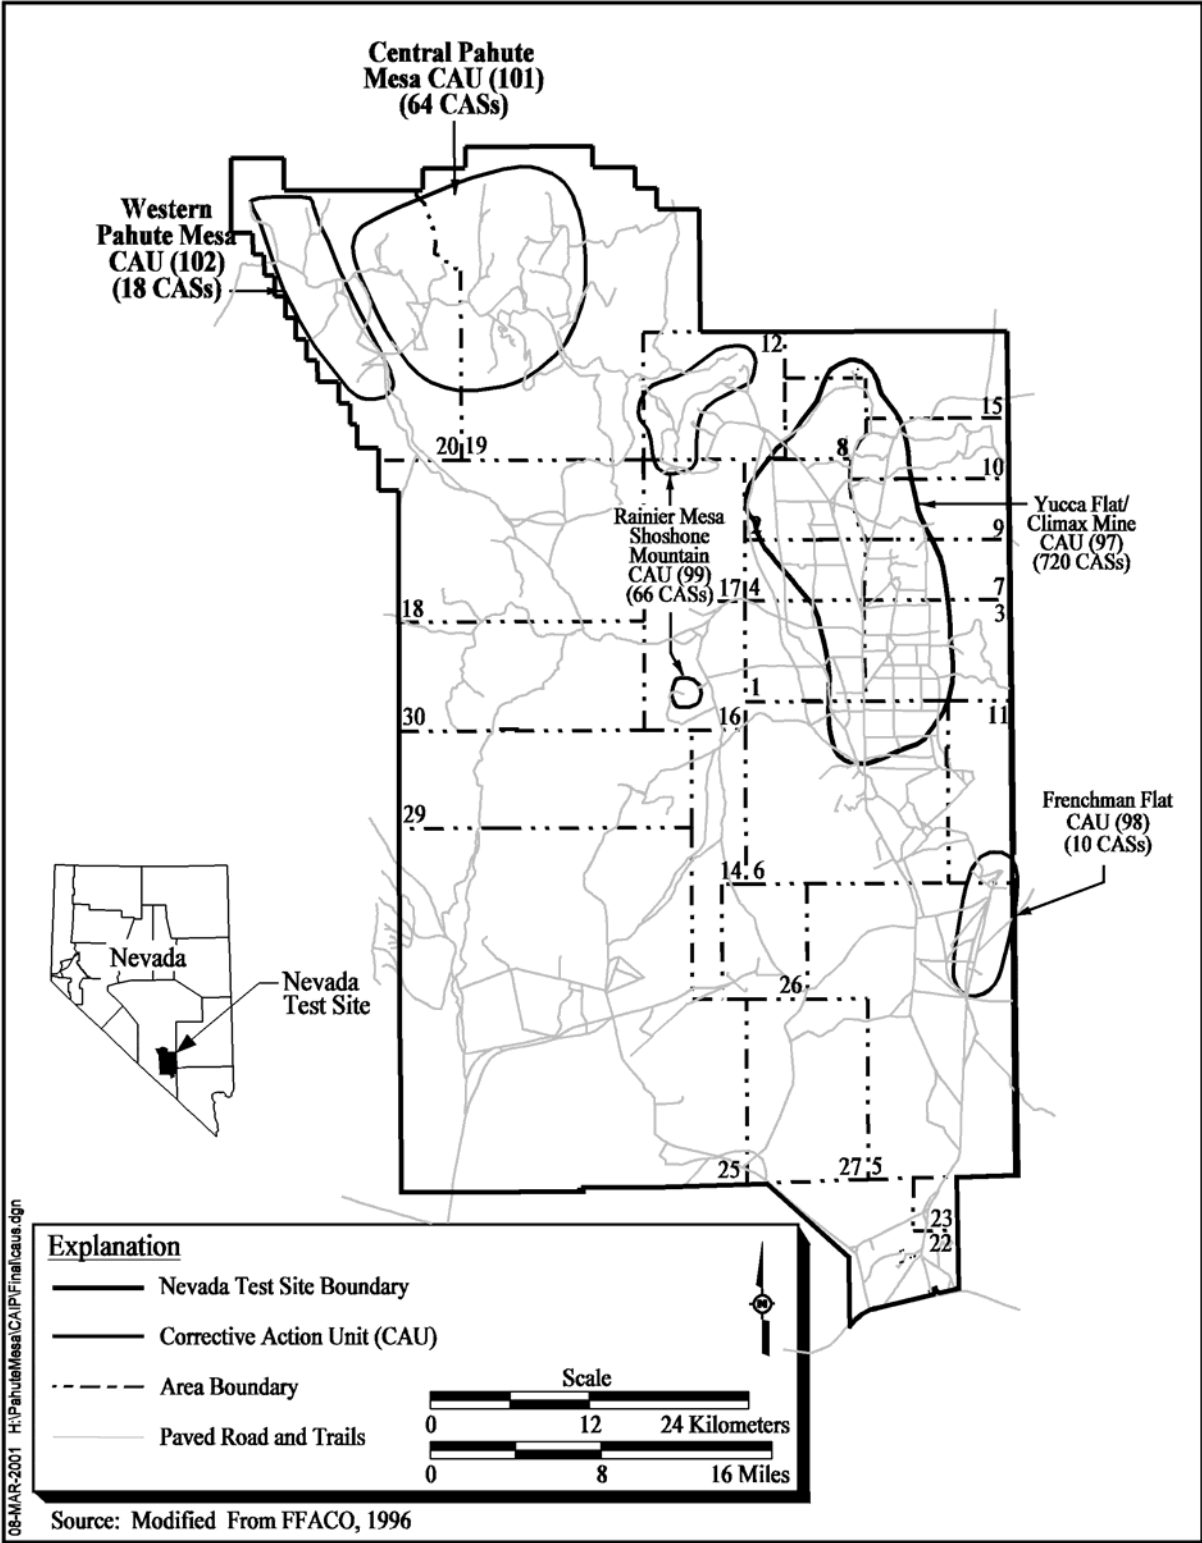 Central Pahute
Mesa CAU (101)
(64 CASs)
Western
Pahute Mesa
CAU (102)
(18 CASs)
12
15
20 19
8
10
Rainier Mesa
Shoshone
Mountain
CAU (99)
(66 CASs)
Yucca Flat/
Climax Mine
CAU (97)
(720 CASs)
2
9
17 4
7
3
18
1
30
16
11
29
Frenchman Flat
CAU (98)
(10 CASs)
14 6
Nevada
Nevada
Test Site
26
25
27 5
23
22
Explanation
Nevada Test Site Boundary
Corrective Action Unit (CAU)
Area Boundary
Paved Road and Trails
N
Scale
0 12 24 Kilometers
0 8 16 Miles
Source: Modified From FFACO, 1996
08-MAR-2001 H:\PahuteMesa\CAIP\Final\caus.dgn